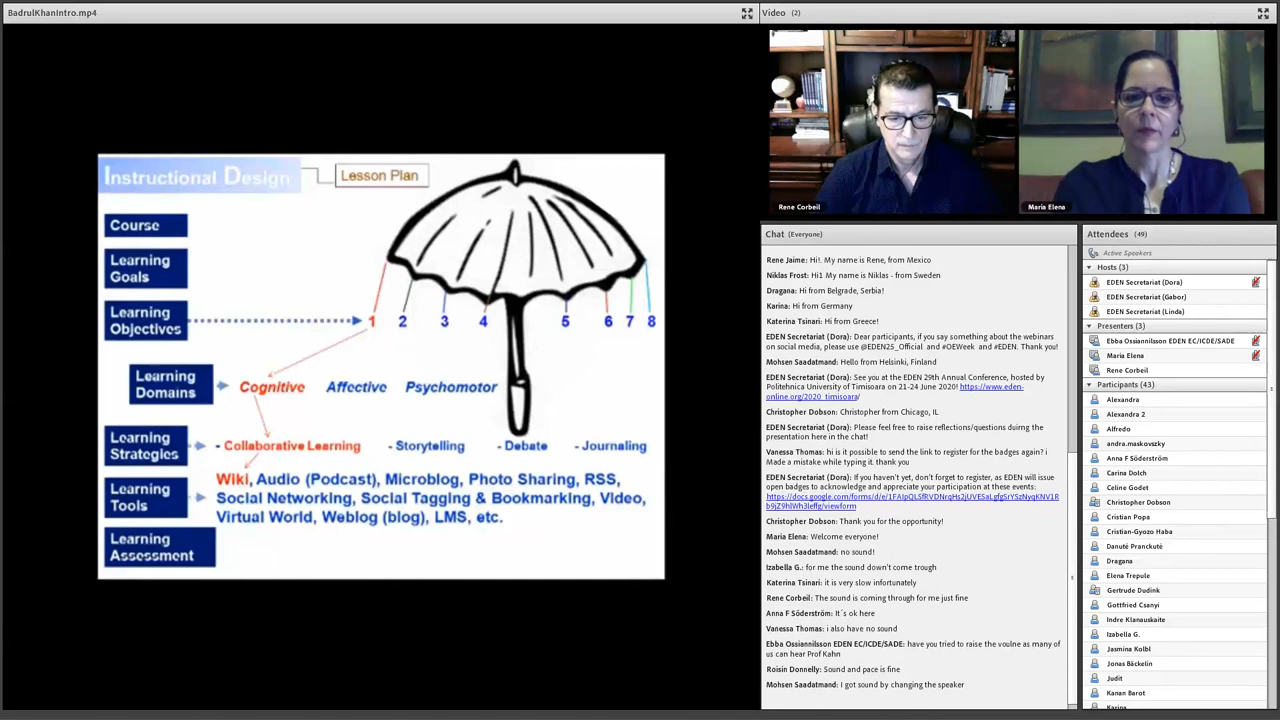 BadrulKhanIntro.mp4
Instructional Design
Lesson Plan
Course
Learning
Goals
Learning
Objectives
1 2 3 4 5 6 7 8
Learning
Domains
Cognitive Affective Psychomotor
Learning
Strategies
- Collaborative Learning - Storytelling - Debate - Journaling
Learning
Tools
Wiki, Audio (Podcast), Microblog, Photo Sharing, RSS,
Social Networking, Social Tagging & Bookmarking, Video,
Virtual World, Weblog (blog), LMS, etc.
Learning
Assessment
Video (2)
Rene Corbeil
Maria Elena
Chat (Everyone)
Rene Jaime: Hi!. My name is Rene, from Mexico
Niklas Frost: Hi1 My name is Niklas - from Sweden
Dragana: Hi from Belgrade, Serbia!
Karina: Hi from Germany
Katerina Tsinari: Hi from Greece!
EDEN Secretariat (Dora): Dear participants, if you say something about the webinars
on social media, please use @EDEN25_Official and #OEWeek and #EDEN. Thank you!
Mohsen Saadatmand: Hello from Helsinki, Finland
EDEN Secretariat (Dora): See you at the EDEN 29th Annual Conference, hosted by
Politehnica University of Timisoara on 21-24 June 2020! https://www.eden-
online.org/2020_timisoara/
Christopher Dobson: Christopher from Chicago, IL
EDEN Secretariat (Dora): Please feel free to raise reflections/questions duirng the
presentation here in the chat!
Vanessa Thomas: hi is it possible to send the link to register for the badges again? i
Made a mistake while typing it. thank you
EDEN Secretariat (Dora): If you haven't yet, don't forget to register, as EDEN will issue
open badges to acknowledge and appreciate your participation at these events:
Christopher Dobson: Thank you for the opportunity!
Maria Elena: Welcome everyone!
Mohsen Saadatmand: no sound!
Izabella G.: for me the sound down't come trough
Katerina Tsinari: it is very slow infortunately
Rene Corbeil: The sound is coming through for me just fine
Anna F Söderström: It´s ok here
Vanessa Thomas: i also have no sound
Ebba Ossiannilsson EDEN EC/ICDE/SADE: have you tried to raise the voulne as many of
us can hear Prof Kahn
Roisin Donnelly: Sound and pace is fine
Mohsen Saadatmand: I got sound by changing the speaker
Attendees (49)
Active Speakers
Hosts (3)
EDEN Secretariat (Dora)
EDEN Secretariat (Gabor)
EDEN Secretariat (Linda)
Presenters (3)
Ebba Ossiannilsson EDEN EC/ICDE/SADE
Maria Elena
Rene Corbeil
Participants (43)
Alexandra
Alexandra 2
Alfredo
andra.maskovszky
Anna F Söderström
Carina Dolch
Celine Godet
Christopher Dobson
Cristian Popa
Cristian-Gyozo Haba
Danutė Pranckutė
Dragana
Elena Trepule
Gertrude Dudink
Gottfried Csanyi
Indre Klanauskaite
Izabella G.
Jasmina Kolbl
Jonas Bäckelin
Judit
Kanan Barot
Karina